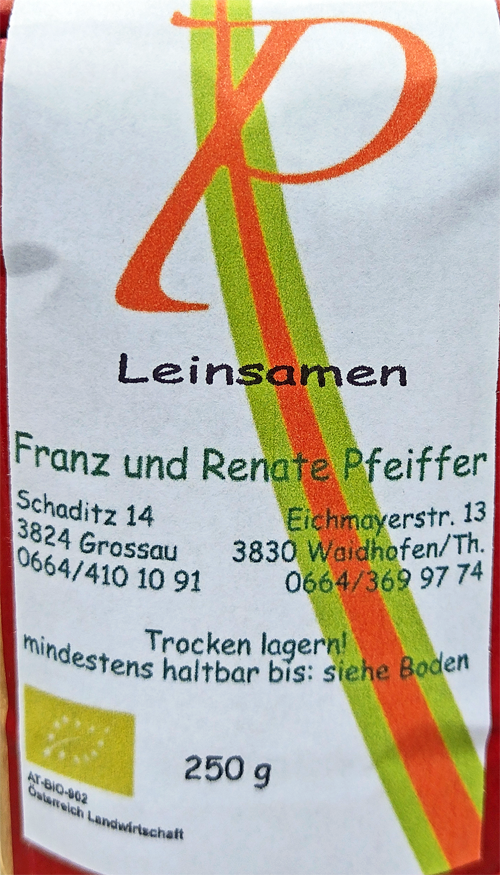 P
Leinsamen
Franz und Renate Pfeiffer
Schaditz 14
3824 Grossau
0664/410 10 91
Eichmayerstr. 13
3830 Waidhofen/Th.
0664/369 97 74
Trocken lagern!
mindestens haltbar bis: siehe Boden
250 g
AT-BIO-902
Österreich Landwirtschaft